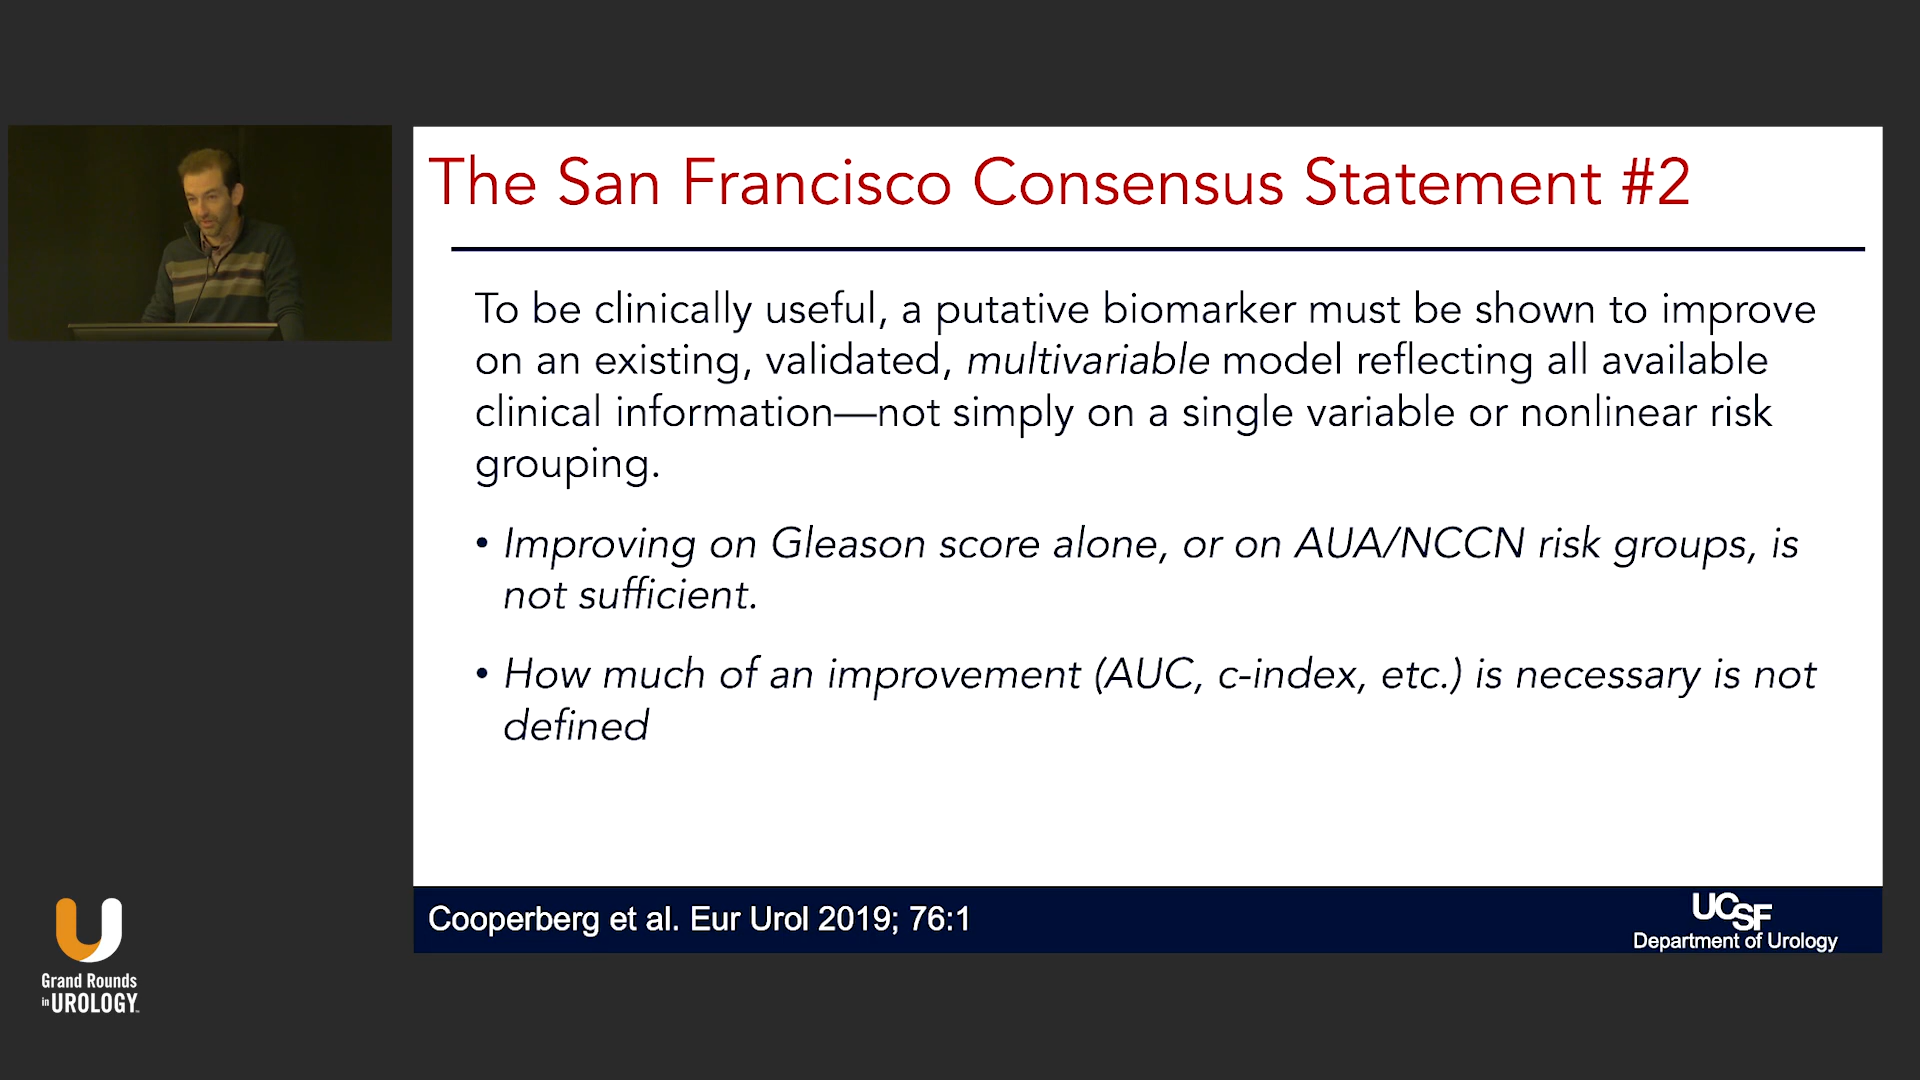 The San Francisco Consensus Statement #2
To be clinically useful, a putative biomarker must be shown to improve
on an existing, validated, multivariable model reflecting all available
clinical information—not simply on a single variable or nonlinear risk
grouping.
• Improving on Gleason score alone, or on AUA/NCCN risk groups, is
not sufficient.
• How much of an improvement (AUC, c-index, etc.) is necessary is not
defined
Cooperberg et al. Eur Urol 2019; 76:1
UCSF
Department of Urology
Grand Rounds
in UROLOGY